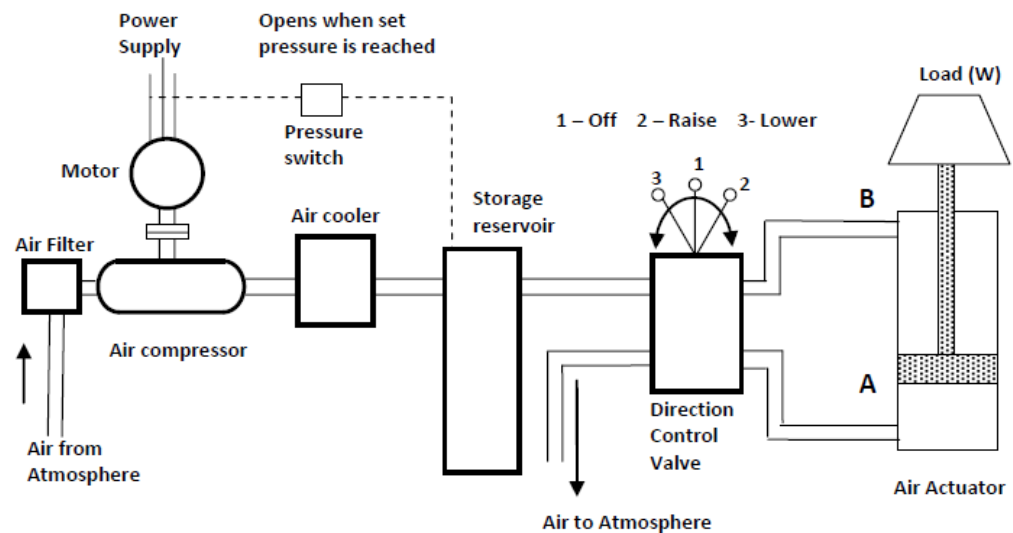 Power
Supply
Opens when set
pressure is reached
Load (W)
1 – Off 2 – Raise 3- Lower
Pressure
switch
Motor
1
3
2
Storage
reservoir
B
Air cooler
Air Filter
Air compressor
A
Direction
Control
Valve
Air from
Atmosphere
Air Actuator
Air to Atmosphere